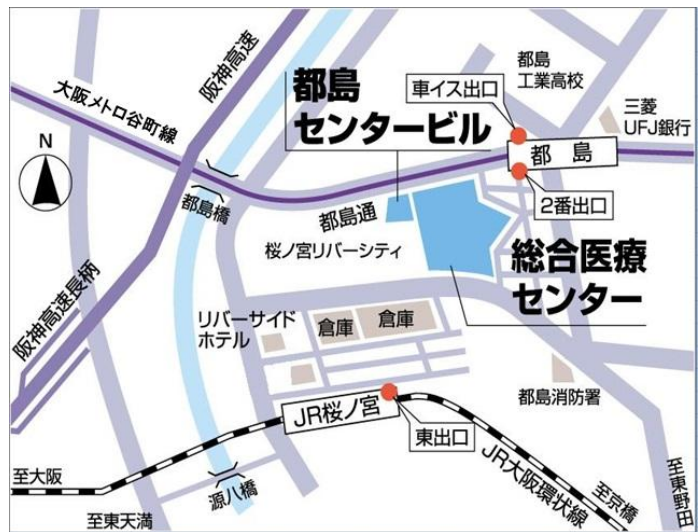 阪神高速
大阪メトロ谷町線
都島
センタービル
都島
工業高校
車イス出口
三菱
UFJ銀行
N
都 島
2番出口
都島橋
都島通
桜ノ宮リバーシティ
総合医療
センター
阪神高速長柄
リバーサイド
ホテル
倉庫
倉庫
都島消防署
JR桜ノ宮
東出口
JR大阪環状線
至大阪
源八橋
至東天満
至京橋
至東野田